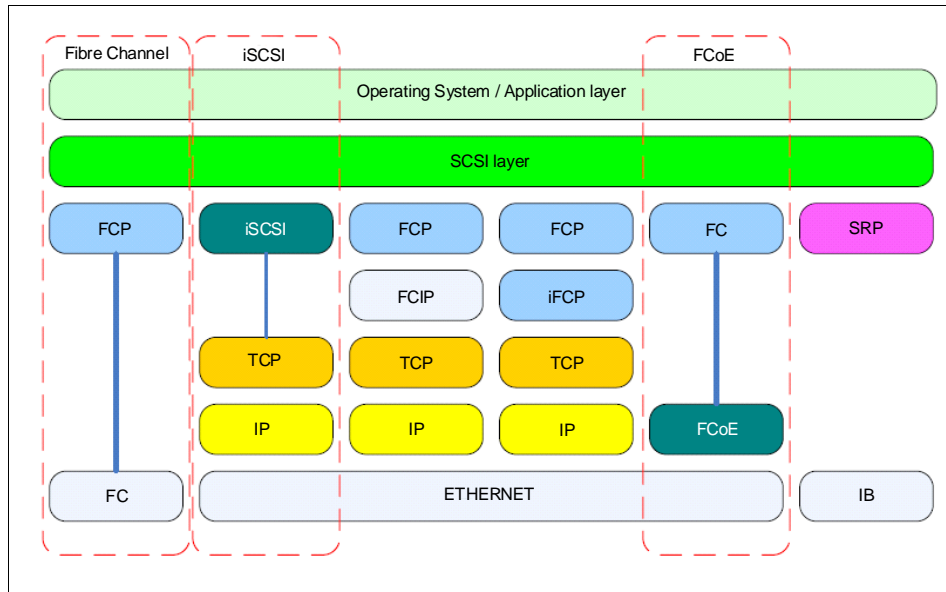 Fibre Channel
iSCSI
FCoE
Operating System / Application layer
SCSI layer
FCP
iSCSI
FCP
FCP
FC
SRP
FCIP
iFCP
TCP
TCP
TCP
IP
IP
IP
FCoE
FC
ETHERNET
IB